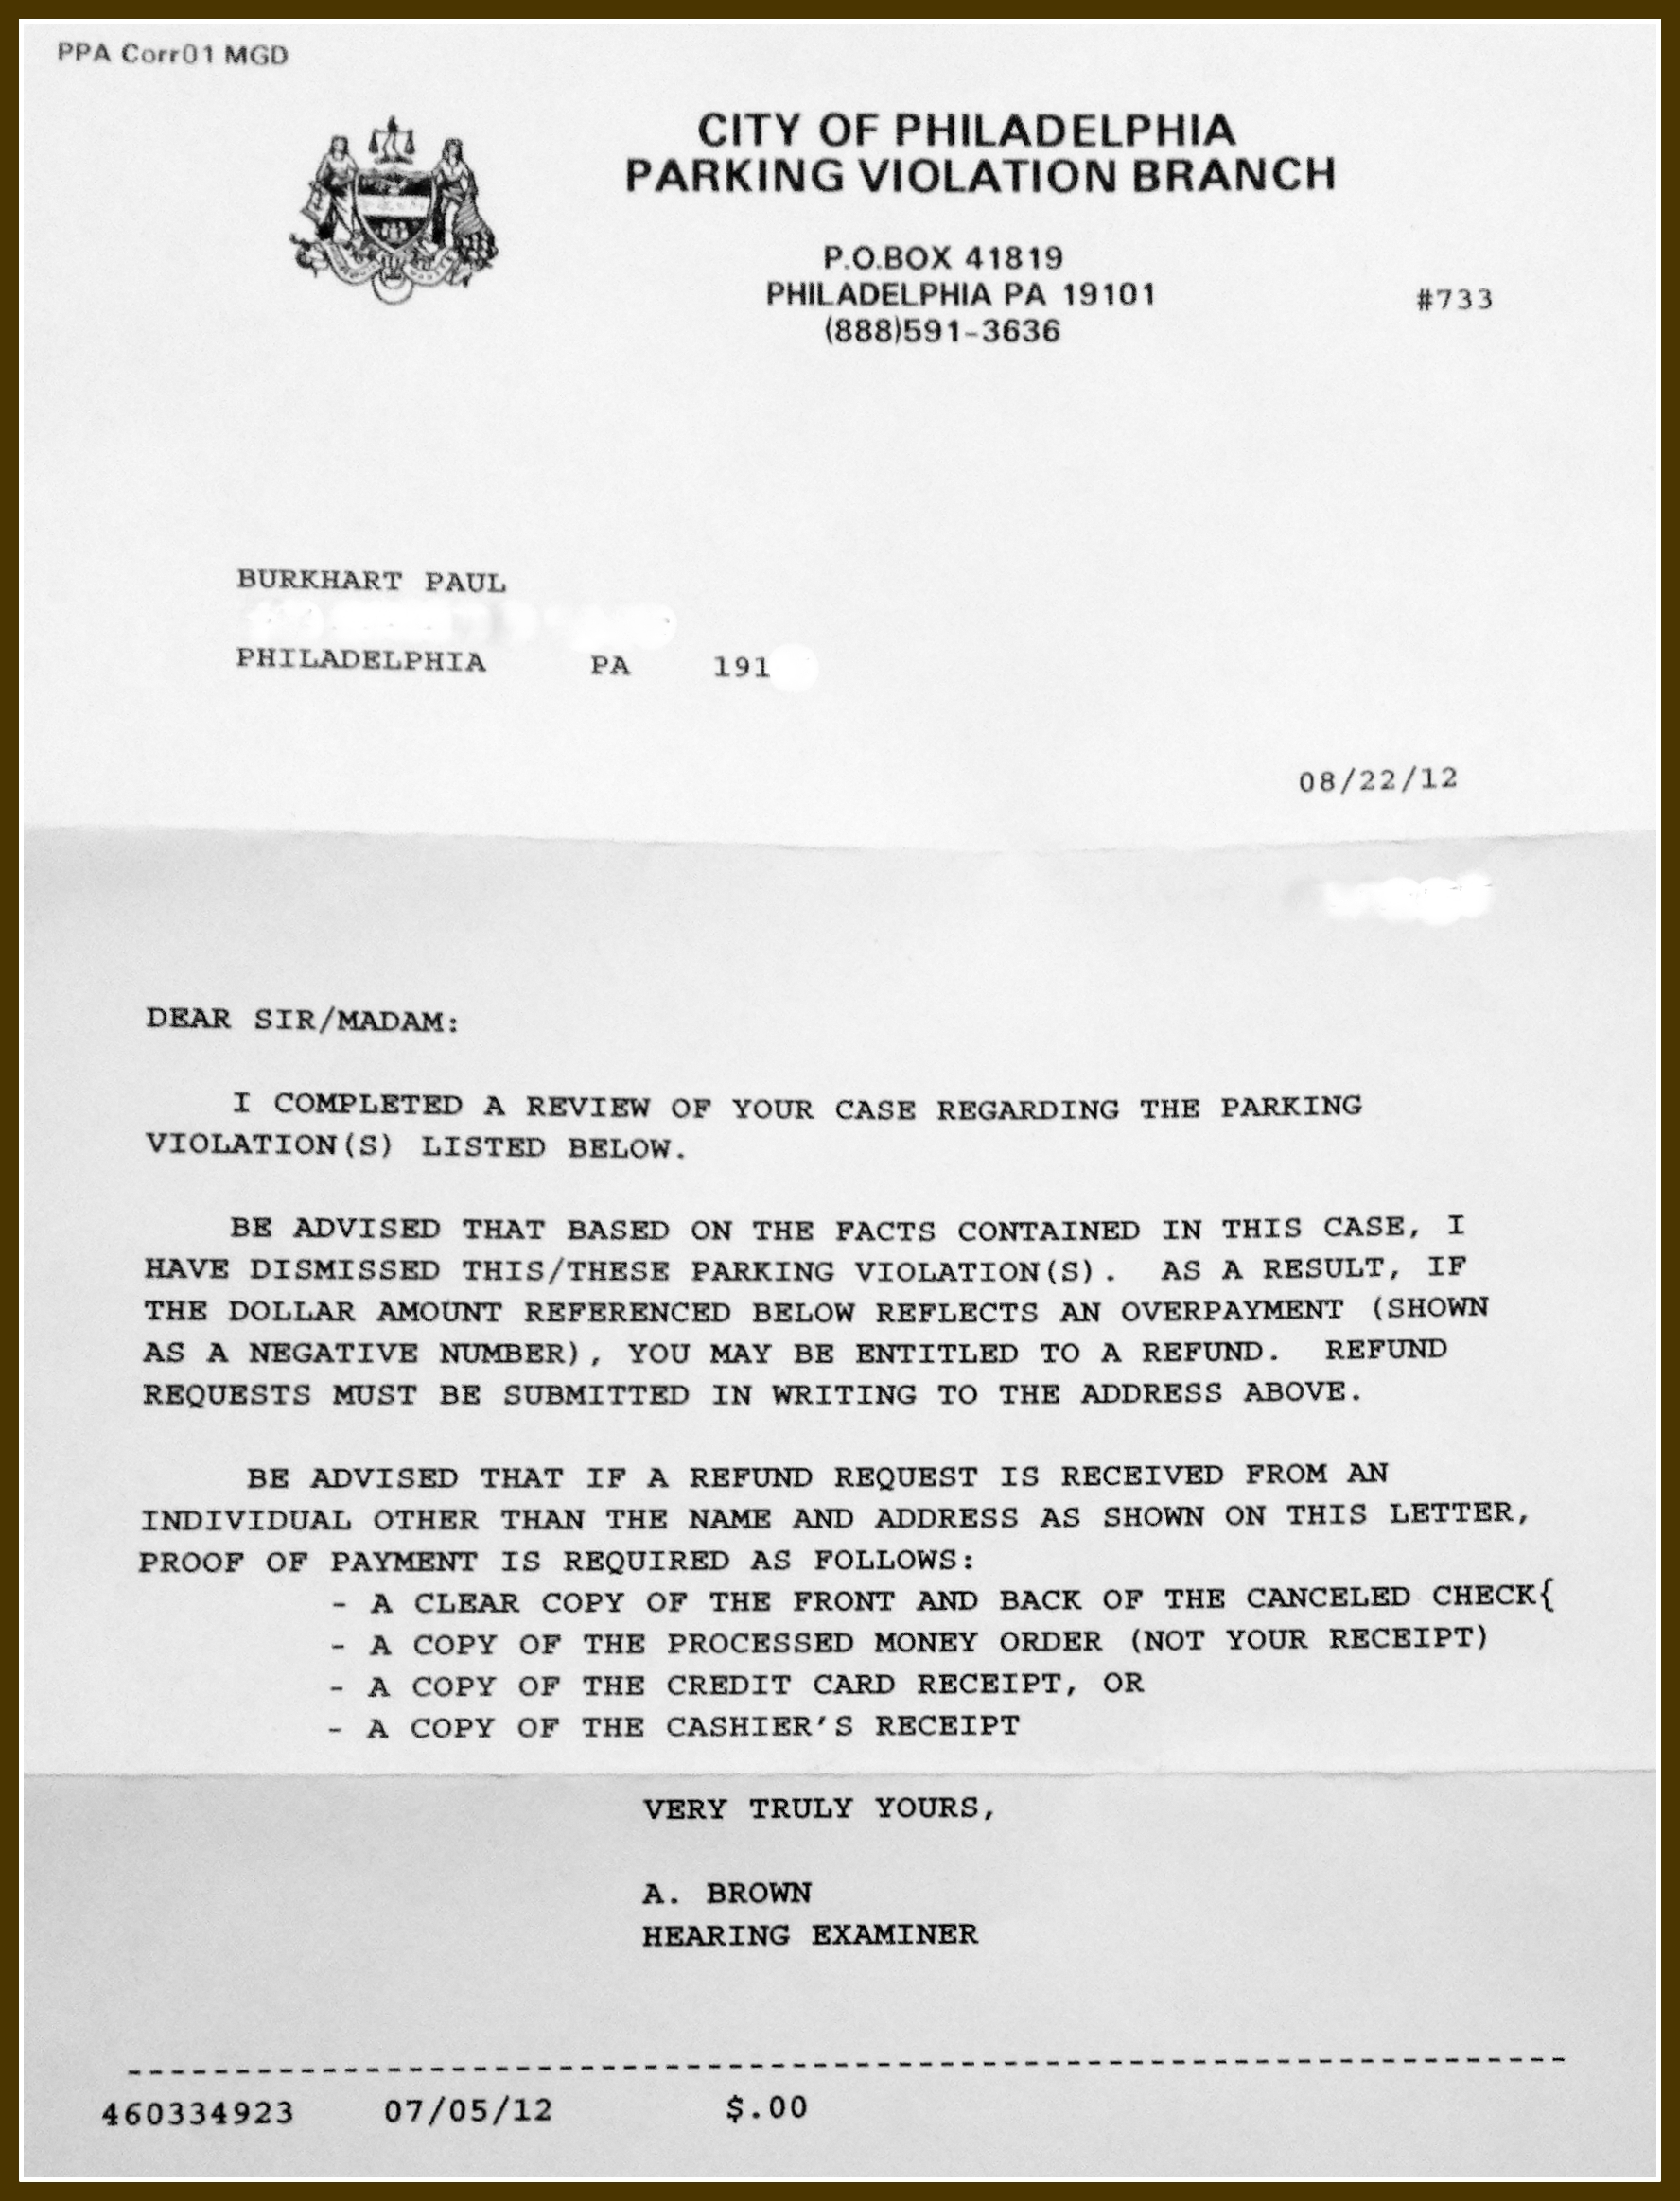 PPA Corr01 MGD
CITY OF PHILADELPHIA
PARKING VIOLATION BRANCH
P.O.BOX 41819
PHILADELPHIA PA 19101
(888)591-3636
#733
BURKHART PAUL
PHILADELPHIA PA 191
08/22/12
DEAR SIR/MADAM:
I COMPLETED A REVIEW OF YOUR CASE REGARDING THE PARKING
VIOLATION(S) LISTED BELOW.
BE ADVISED THAT BASED ON THE FACTS CONTAINED IN THIS CASE, I
HAVE DISMISSED THIS/THESE PARKING VIOLATION(S). AS A RESULT, IF
THE DOLLAR AMOUNT REFERENCED BELOW REFLECTS AN OVERPAYMENT (SHOWN
AS A NEGATIVE NUMBER), YOU MAY BE ENTITLED TO A REFUND. REFUND
REQUESTS MUST BE SUBMITTED IN WRITING TO THE ADDRESS ABOVE.
BE ADVISED THAT IF A REFUND REQUEST IS RECEIVED FROM AN
INDIVIDUAL OTHER THAN THE NAME AND ADDRESS AS SHOWN ON THIS LETTER,
PROOF OF PAYMENT IS REQUIRED AS FOLLOWS:
- A CLEAR COPY OF THE FRONT AND BACK OF THE CANCELED CHECK{
- A COPY OF THE PROCESSED MONEY ORDER (NOT YOUR RECEIPT)
- A COPY OF THE CREDIT CARD RECEIPT, OR
- A COPY OF THE CASHIER'S RECEIPT
VERY TRULY YOURS,
A. BROWN
HEARING EXAMINER
460334923 07/05/12 $.00